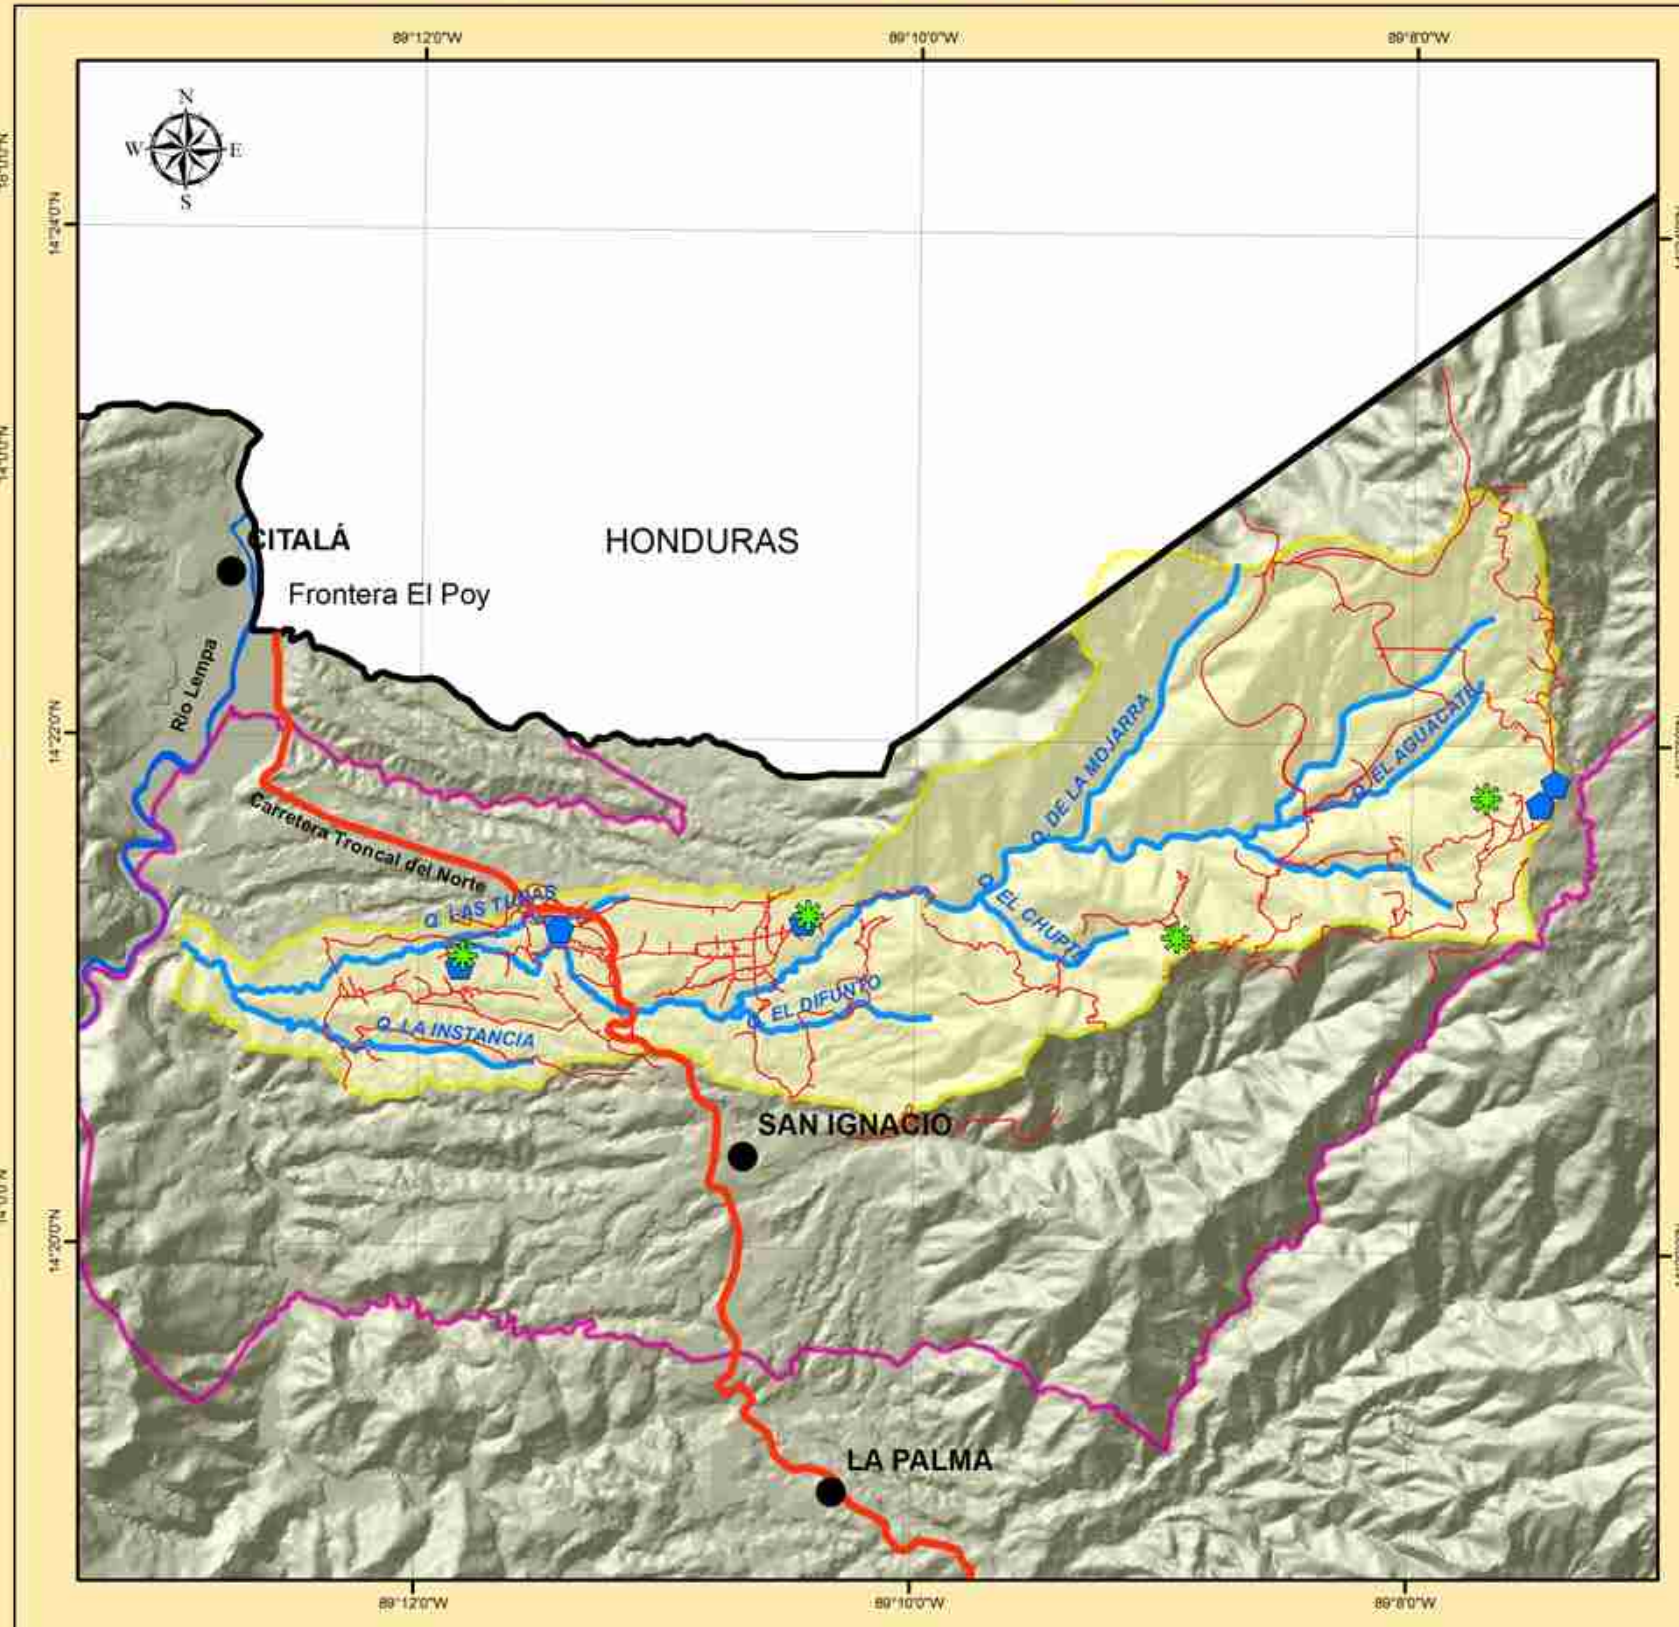 89°12'0"W
89°10'0"W
89°8'0"W
N
W
E
S
14°24'0"N
HONDURAS
CITALÁ
Frontera El Poy
Río Lempa
14°22'0"N
Q. DE LA MOJARRA
Q. EL AGUACATIL
Carretera Troncal del Norte
Q. LAS TUNAS
Q. EL CHUPTE
Q. EL DIFUNTO
Q. LA INSTANCIA
SAN IGNACIO
14°20'0"N
LA PALMA
89°12'0"W
89°10'0"W
89°8'0"W